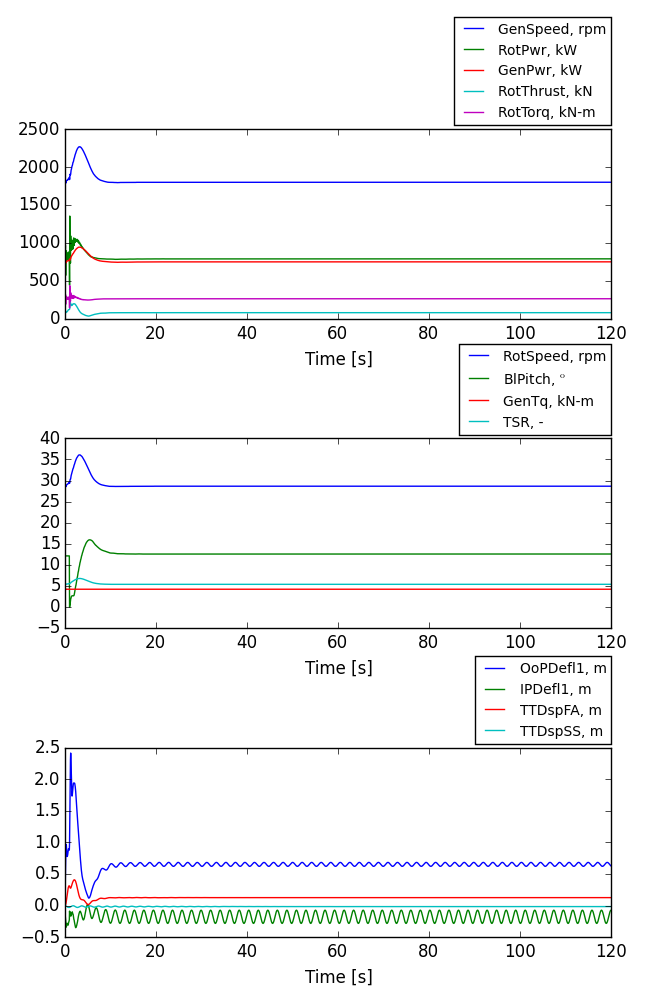 GenSpeed, rpm
RotPwr, kW
GenPwr, kW
RotThrust, kN
RotTorq, kN-m
2500
2000
1500
1000
500
0
0 20 40 60 80 100 120
Time [s]
RotSpeed, rpm
BlPitch, °
GenTq, kN-m
TSR, -
40
35
30
25
20
15
10
5
0
−5
0 20 40 60 80 100 120
Time [s]
OoPDefl1, m
IPDefl1, m
TTDspFA, m
TTDspSS, m
2.5
2.0
1.5
1.0
0.5
0.0
−0.5
0 20 40 60 80 100 120
Time [s]